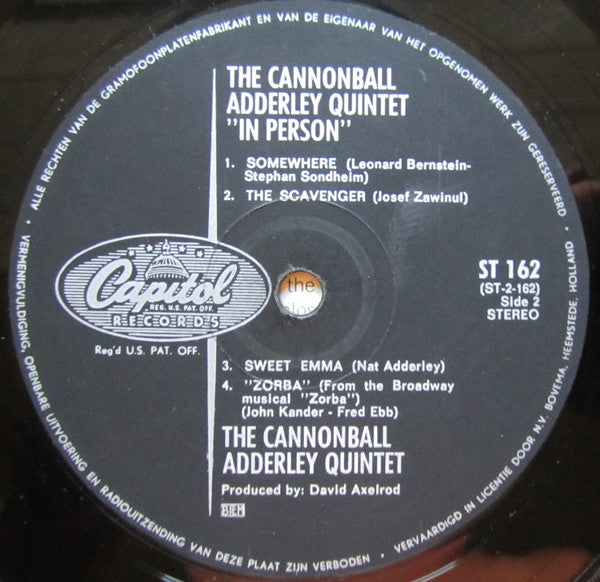 ALLE RECHTEN VAN DE GRAMOFOONPLATENFABRIKANT EN VAN DE EIGENAAR VAN HET OPGENOMEN WERK ZIJN GERESERVEERD
THE CANNONBALL
ADDERLEY QUINTET
"IN PERSON"
1. SOMEWHERE (Leonard Bernstein-
Stephan Sondheim)
2. THE SCAVENGER (Josef Zawinul)
Capitol
REG. U.S. PAT. OFF.
RECORDS
Reg'd U.S. PAT. OFF.
the
ST 162
(ST-2-162)
Side 2
STEREO
3. SWEET EMMA (Nat Adderley)
4. "ZORBA" (From the Broadway
musical "Zorba")
(John Kander - Fred Ebb)
THE CANNONBALL
ADDERLEY QUINTET
Produced by: David Axelrod
BIEM
VERMENIGVULDIGING, OPENBARE UITVOERING EN RADIOUITZENDING VAN DEZE PLAAT ZIJN VERBODEN • VERVAARDIGD IN LICENTIE DOOR N.V. BOVEMA, HEEMSTEDE, HOLLAND •